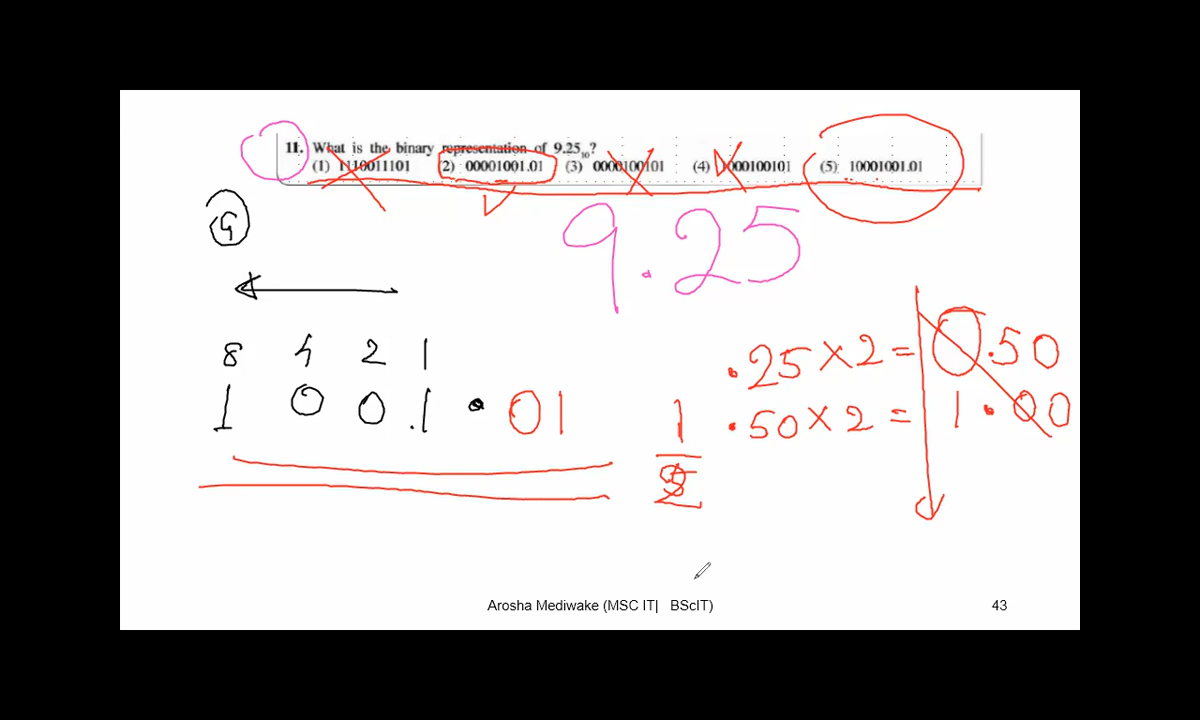 11. What is the binary representation of 9.25₁₀?
(1) 1110011101 2) 00001001.01 (3) 0000100101 (4) 1000100101 (5) 10001001.01
9
9.25
8 4 2 1
.25×2= 0.50
1 0 0 .1 . 01
.50×2= 1.00
1
Arosha Mediwake (MSC IT| BScIT)
43